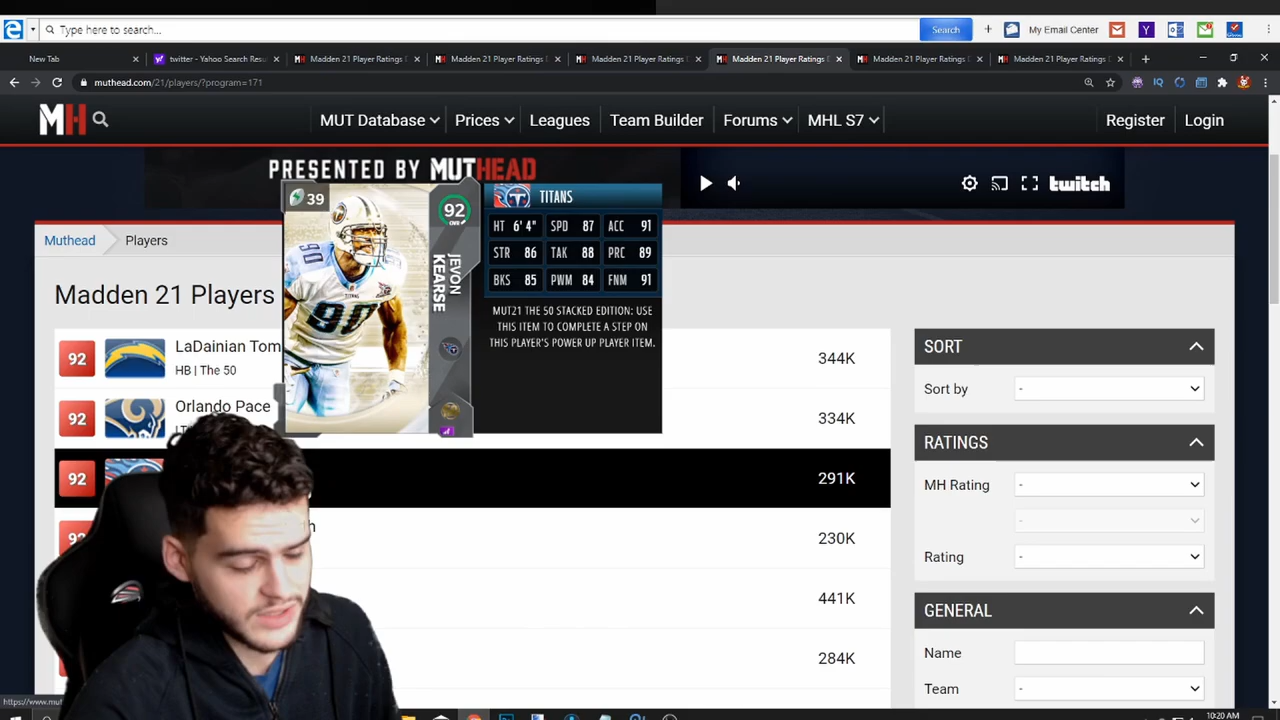 Type here to search...
Search
My Email Center
New Tab
twitter - Yahoo Search Resu
Madden 21 Player Ratings
Madden 21 Player Ratings
Madden 21 Player Ratings
Madden 21 Player Ratings
Madden 21 Player Ratings
Madden 21 Player Ratings
muthead.com/21/players/?program=171
MH
MUT Database
Prices
Leagues
Team Builder
Forums
MHL S7
Register
Login
PRESENTED BY MUTHEAD
twitch
39
92
OVR
JEVON
KEARSE
TITANS
HT 6' 4" SPD 87 ACC 91
STR 86 TAK 88 PRC 89
BKS 85 PWM 84 FNM 91
MUT21 THE 50 STACKED EDITION: USE
THIS ITEM TO COMPLETE A STEP ON
THIS PLAYER'S POWER UP PLAYER ITEM.
Muthead
Players
Madden 21 Players
92
LaDainian Tom
HB | The 50
344K
92
Orlando Pace
334K
92
291K
230K
441K
284K
SORT
Sort by
-
RATINGS
MH Rating
-
-
Rating
-
GENERAL
Name
Team
-
https://www.mut
10:20 AM